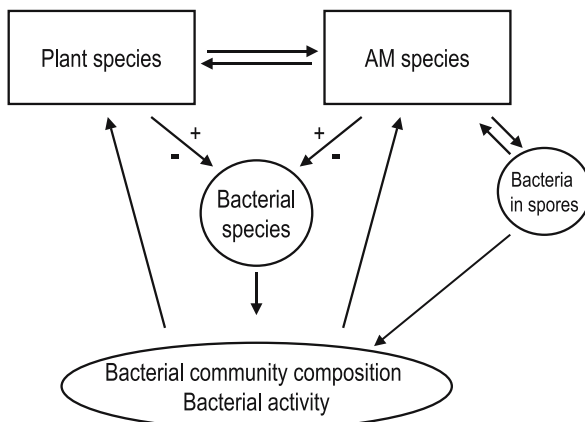 Plant species
AM species
+
-
+
-
Bacterial
species
Bacteria
in spores
Bacterial community composition
Bacterial activity